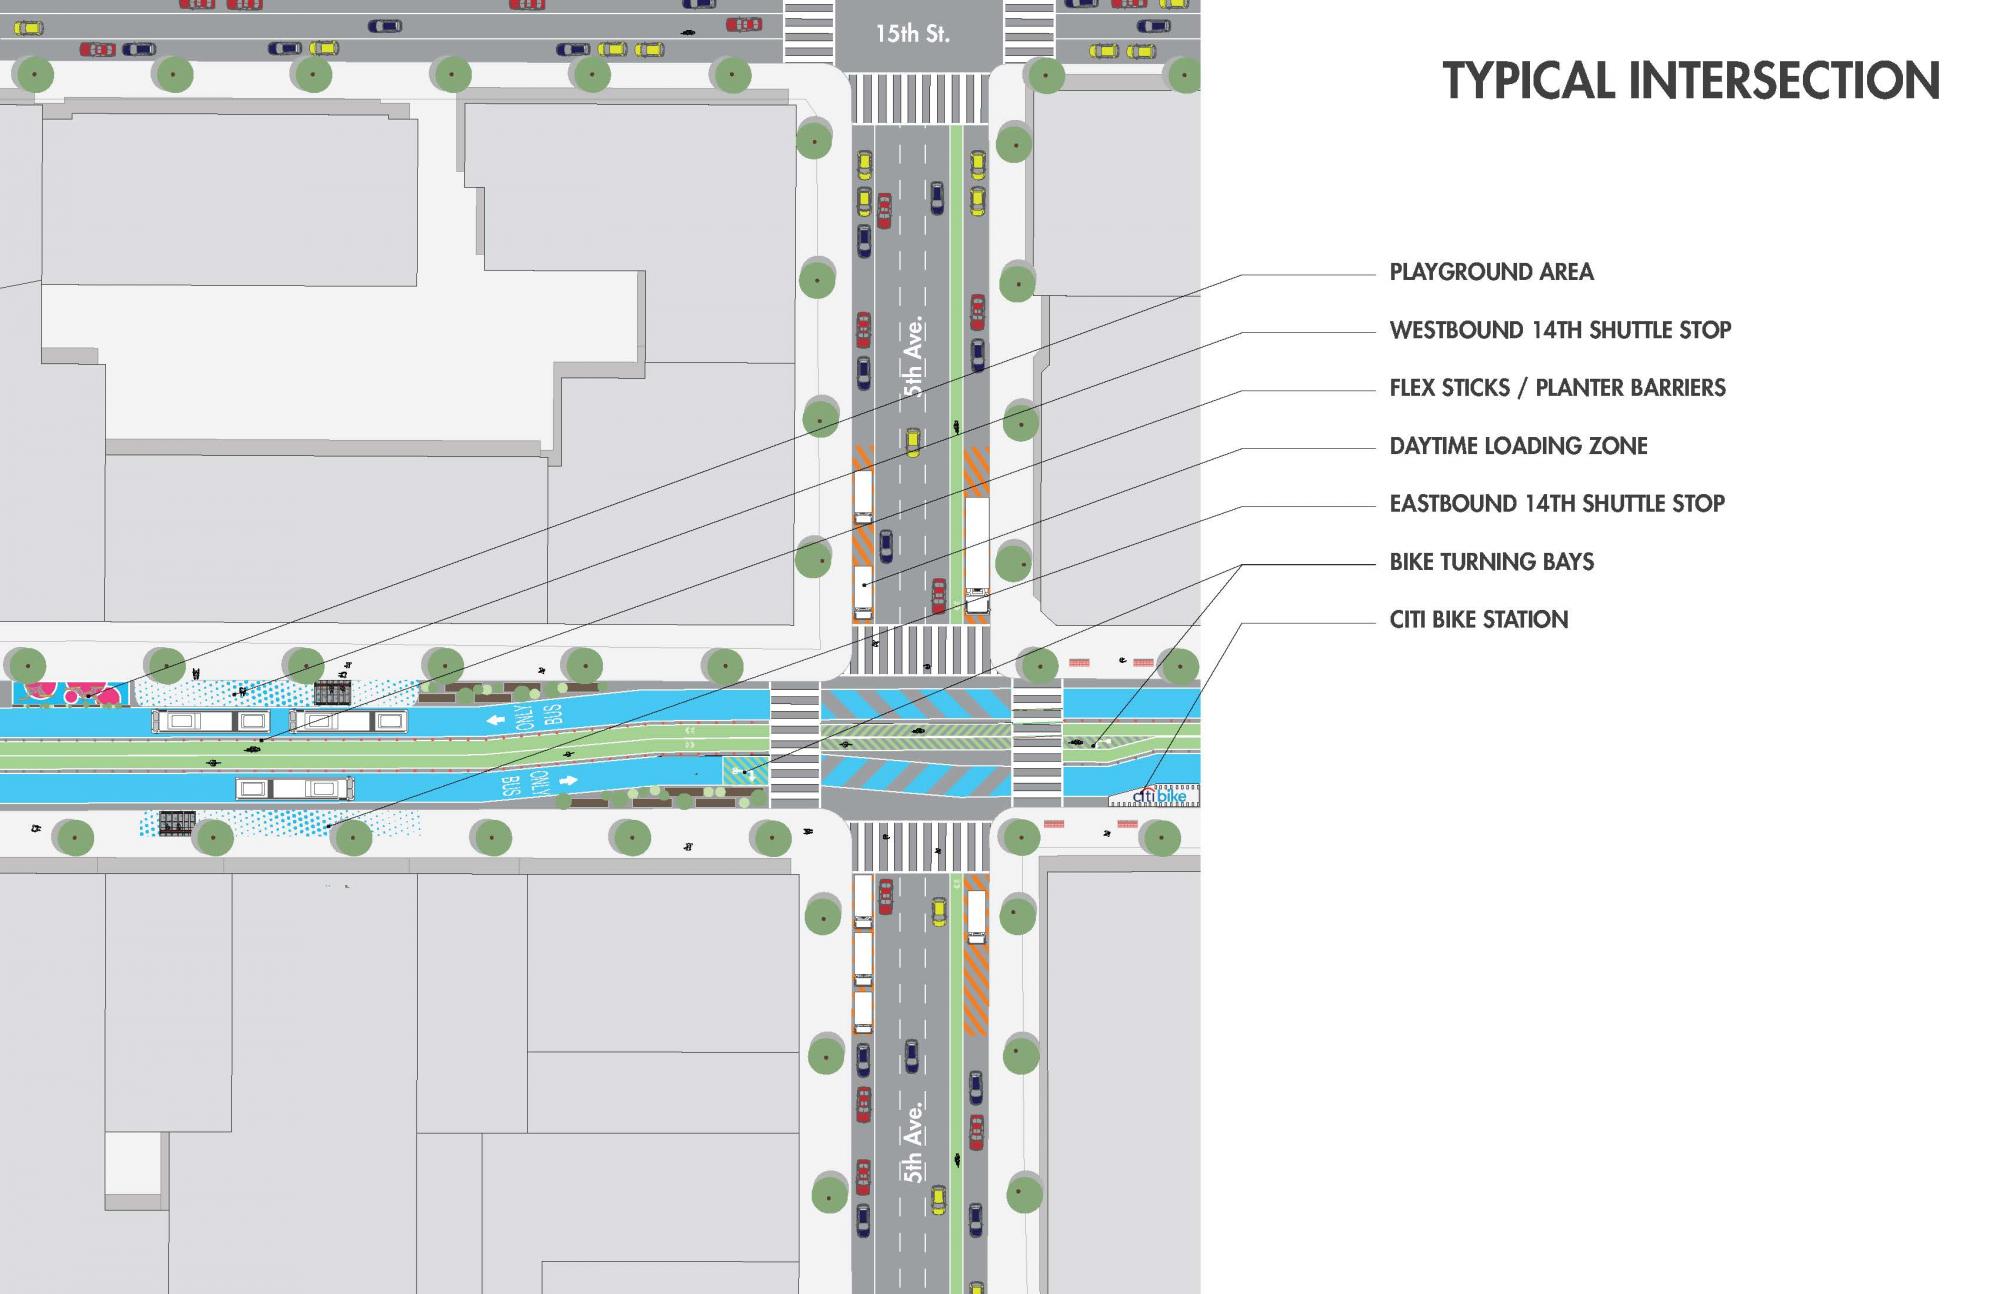 15th St.
TYPICAL INTERSECTION
PLAYGROUND AREA
WESTBOUND 14TH SHUTTLE STOP
5th Ave.
FLEX STICKS / PLANTER BARRIERS
DAYTIME LOADING ZONE
EASTBOUND 14TH SHUTTLE STOP
BIKE TURNING BAYS
CITI BIKE STATION
ONLY
BUS
BUS
ONLY
citi bike
5th Ave.